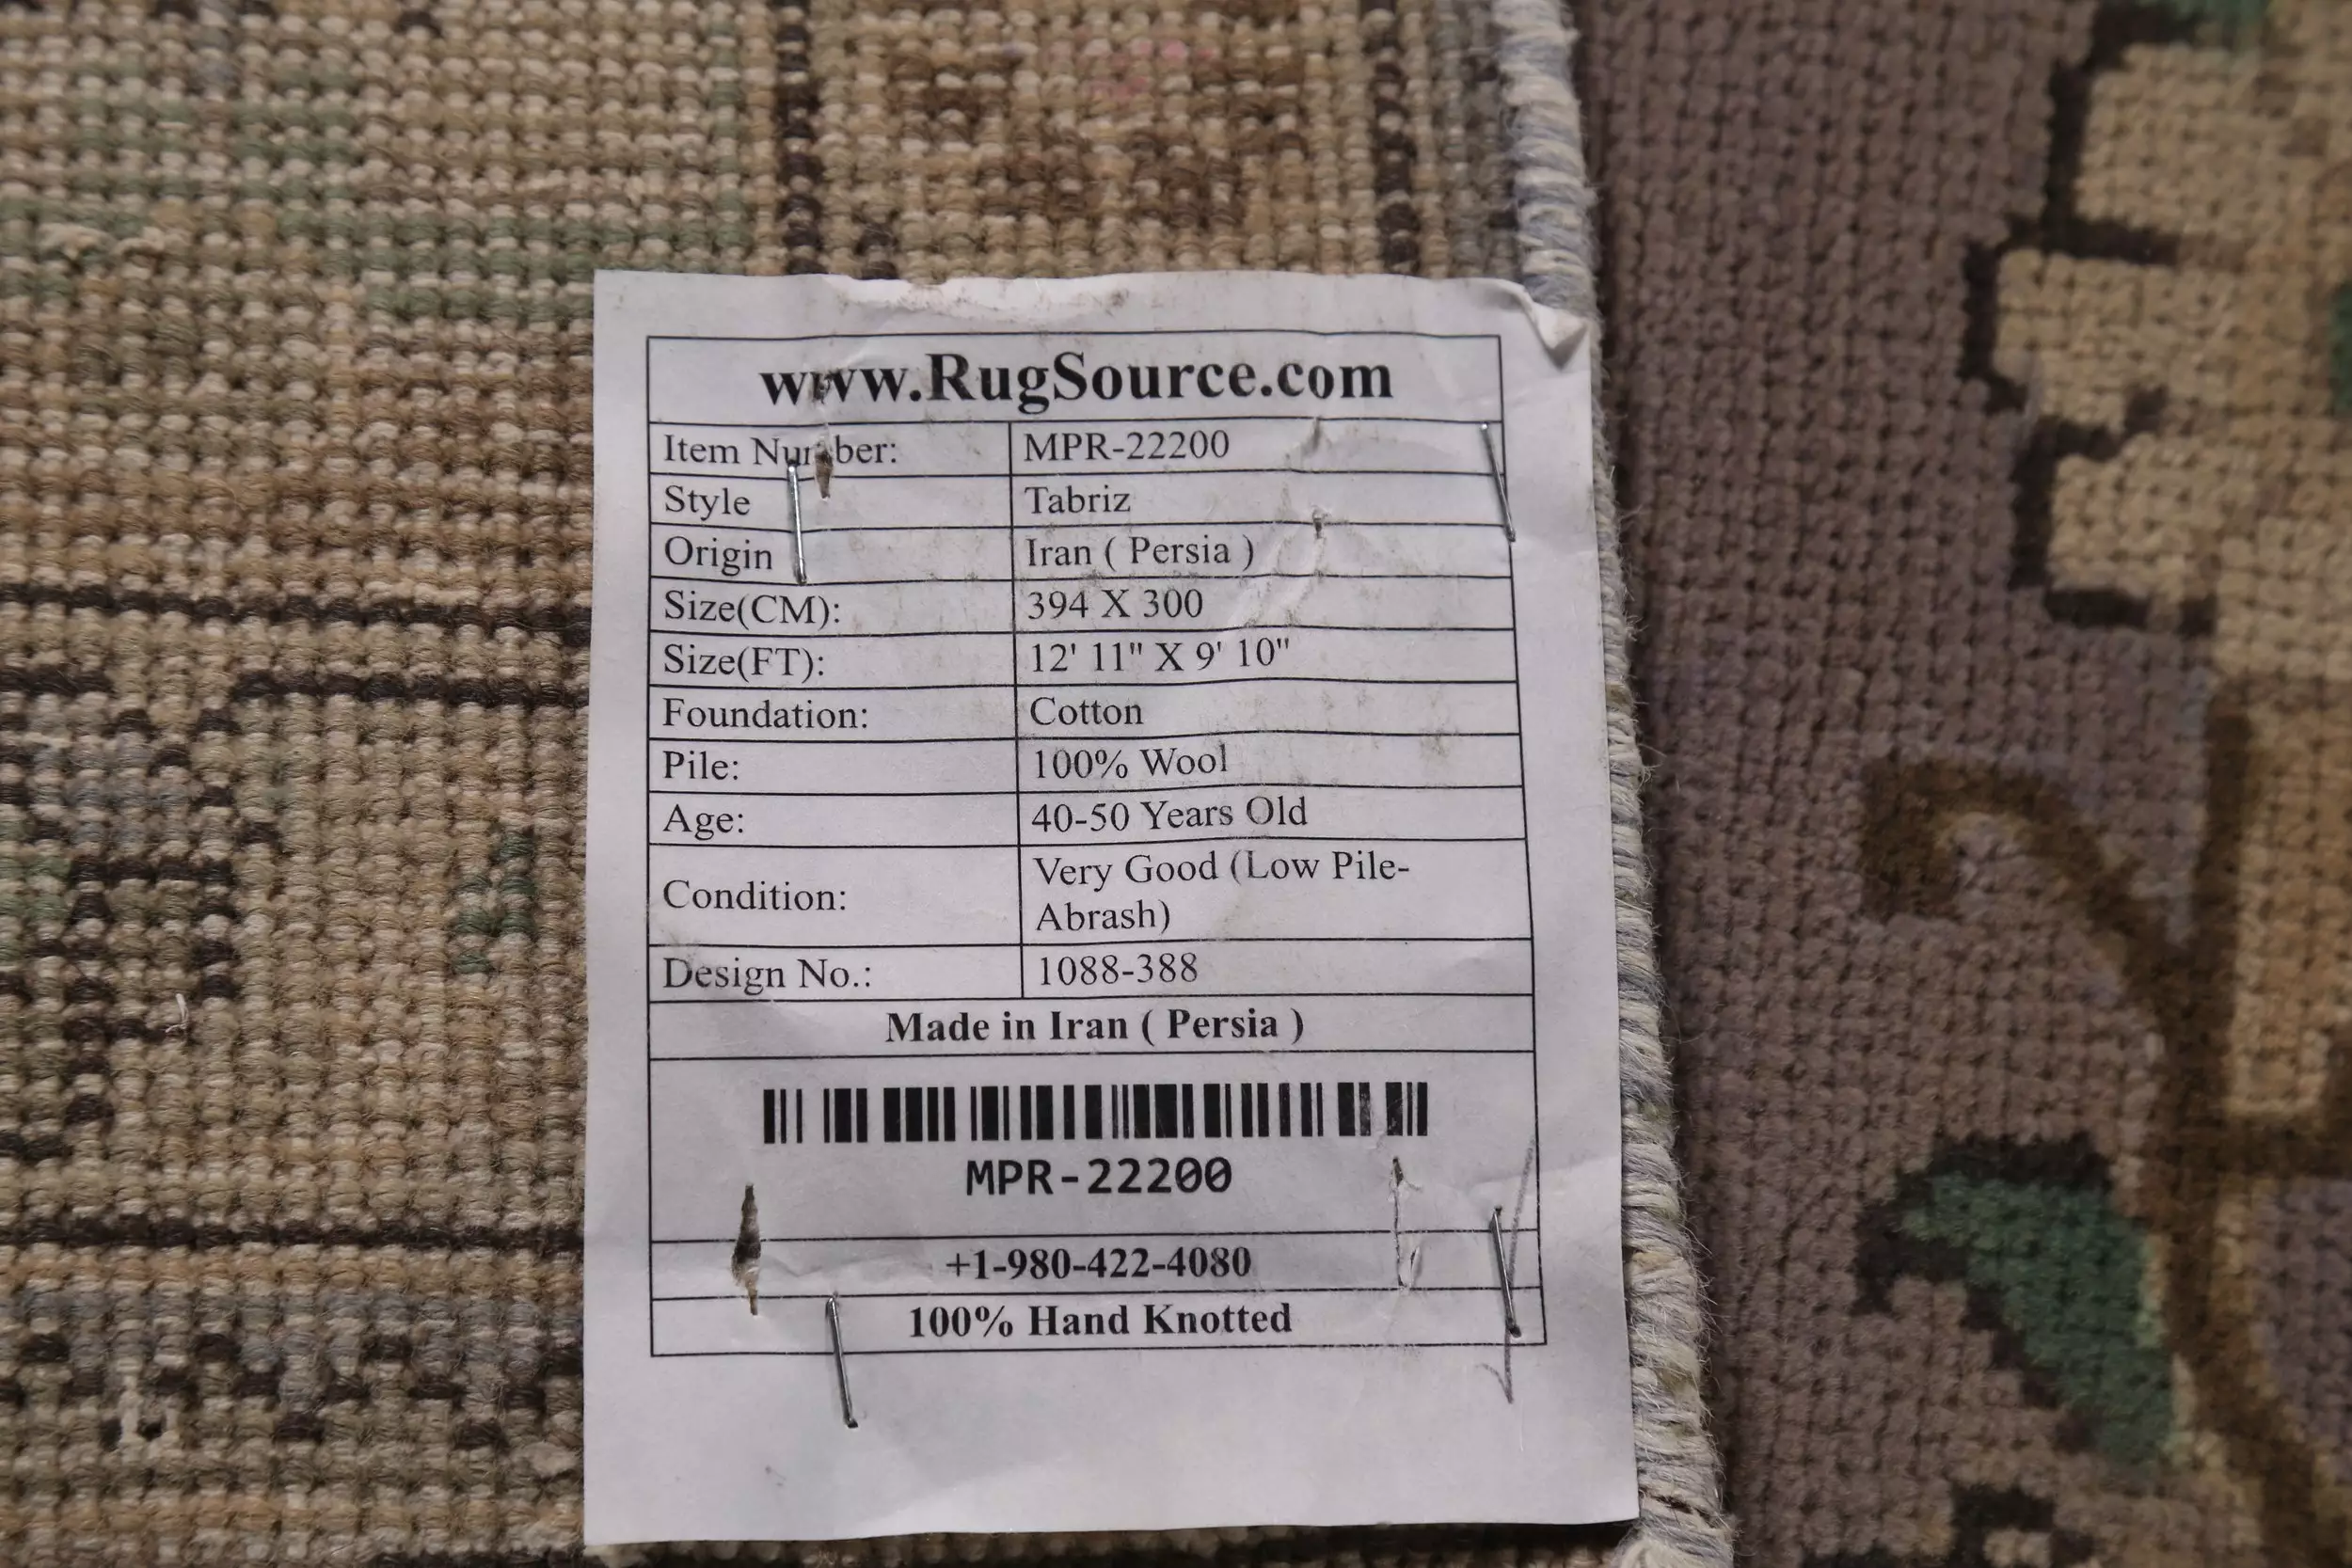 www.RugSource.com
Item Number: MPR-22200
Style Tabriz
Origin Iran ( Persia )
Size(CM): 394 X 300
Size(FT): 12' 11" X 9' 10"
Foundation: Cotton
Pile: 100% Wool
Age: 40-50 Years Old
Condition: Very Good (Low Pile-
Abrash)
Design No.: 1088-388
Made in Iran ( Persia )
MPR-22200
+1-980-422-4080
100% Hand Knotted